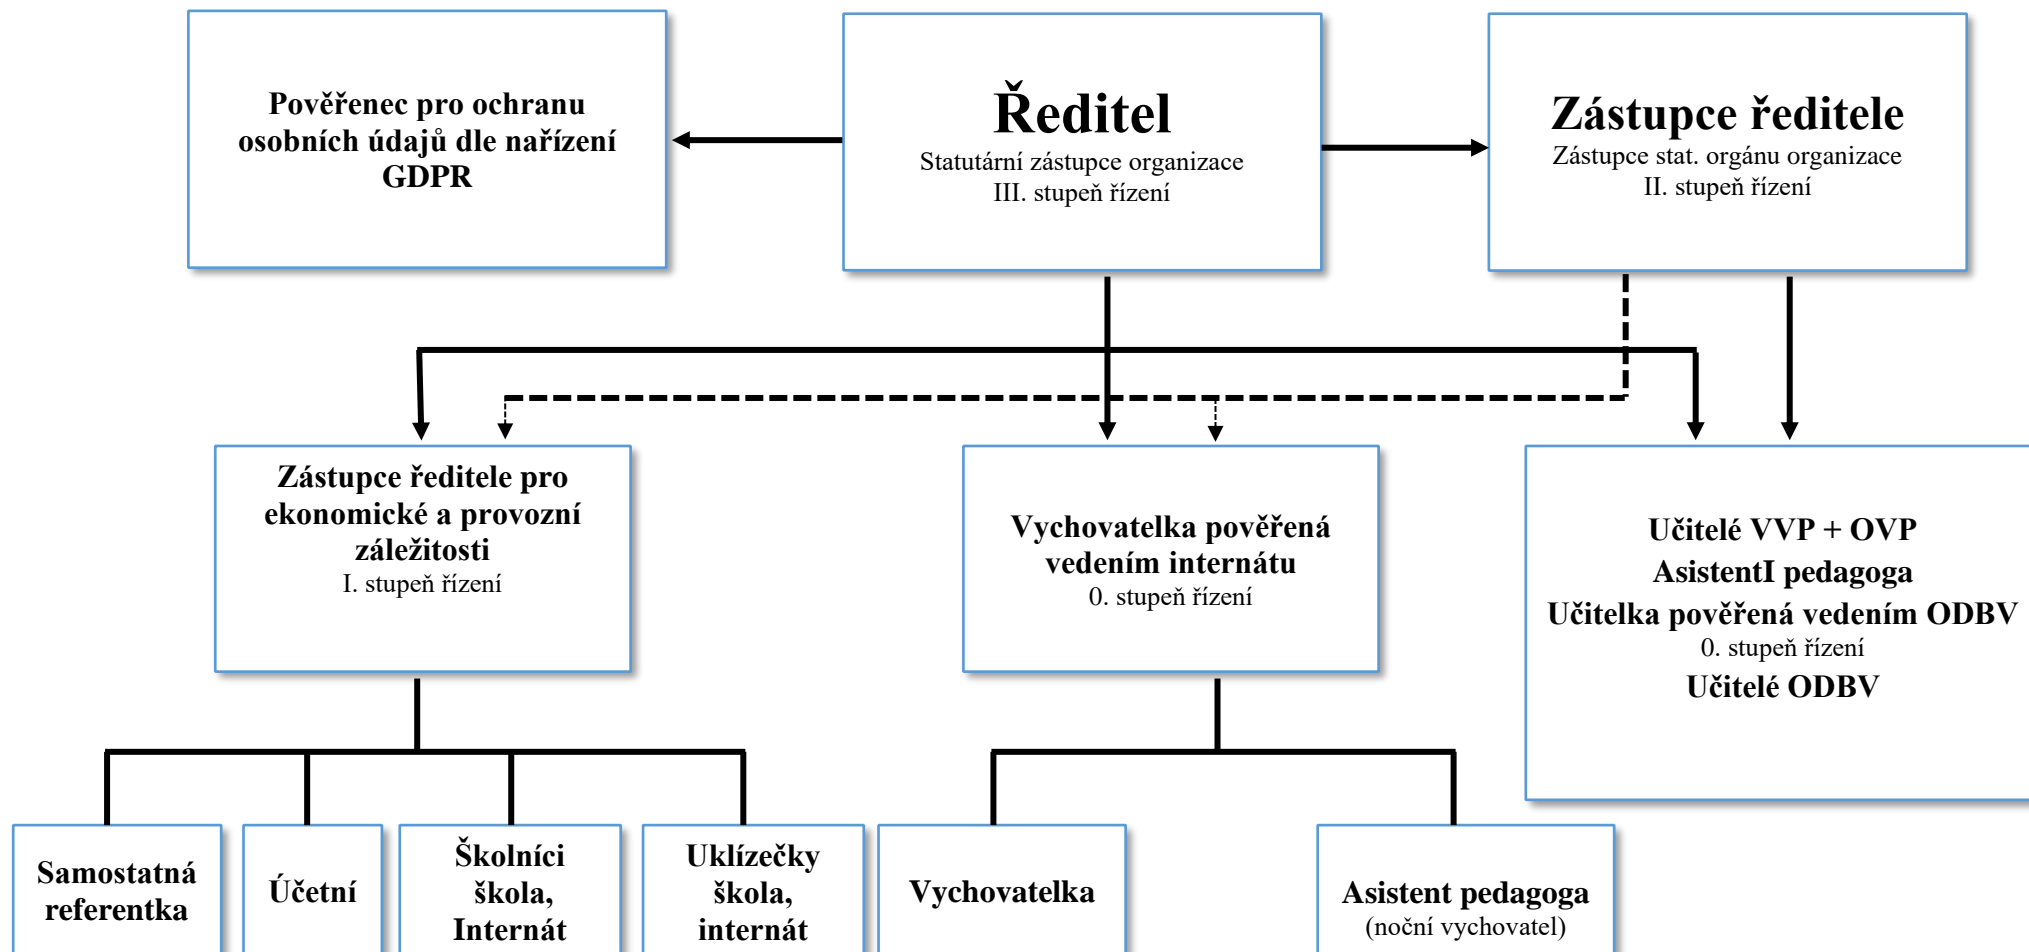 Pověřenec pro ochranu
osobních údajů dle nařízení
GDPR
Ředitel
Statutární zástupce organizace
III. stupeň řízení
Zástupce ředitele
Zástupce stat. orgánu organizace
II. stupeň řízení
Zástupce ředitele pro
ekonomické a provozní
záležitosti
I. stupeň řízení
Vychovatelka pověřená
vedením internátu
0. stupeň řízení
Učitelé VVP + OVP
AsistentI pedagoga
Učitelka pověřená vedením ODBV
0. stupeň řízení
Učitelé ODBV
Samostatná
referentka
Účetní
Školníci
škola,
Internát
Uklízečky
škola,
internát
Vychovatelka
Asistent pedagoga
(noční vychovatel)